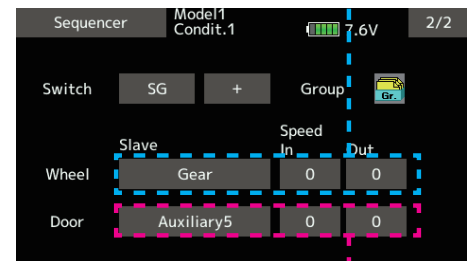 Sequencer Model1 2/2
Condit.1 7.6V
Switch SG + Group Gr.
Speed
Slave In Out
Wheel Gear 0 0
Door Auxiliary5 0 0